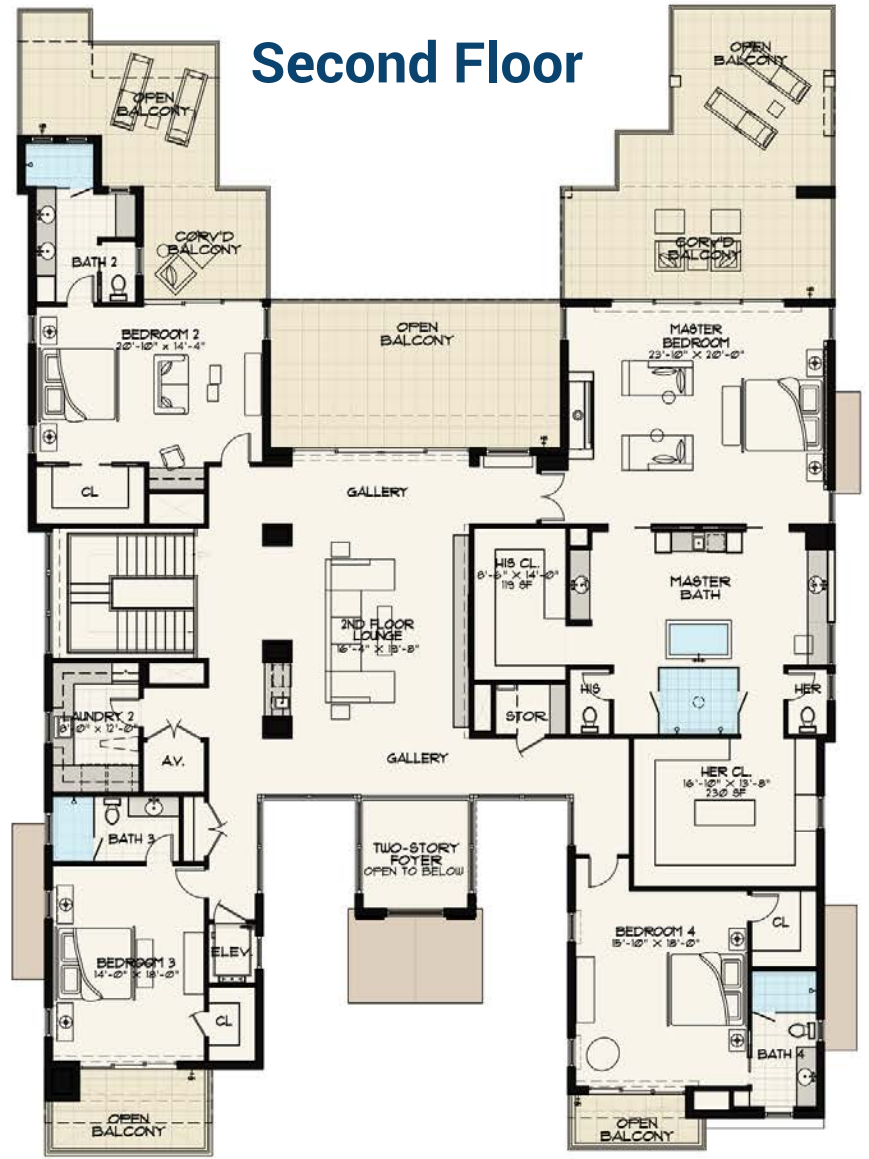 Second Floor
OPEN
BALCONY
OPEN
BALCONY
COV'D
BALCONY
COV'D
BALCONY
BATH 2
OPEN
BALCONY
BEDROOM 2
20'-10" x 14'-4"
MASTER
BEDROOM
23'-10" X 20'-0"
CL
GALLERY
HIS CL.
8'-6" X 14'-0"
119 SF
MASTER
BATH
2ND FLOOR
LOUNGE
16'-4" X 18'-8"
HIS
HER
STOR.
LAUNDRY 2
8'-0" X 12'-0"
A.V.
GALLERY
HER CL.
16'-10" X 13'-8"
230 SF
BATH 3
TWO-STORY
FOYER
OPEN TO BELOW
BEDROOM 4
15'-10" X 18'-0"
CL
ELEV.
BEDROOM 3
14'-0" X 18'-0"
CL
BATH 4
OPEN
BALCONY
OPEN
BALCONY